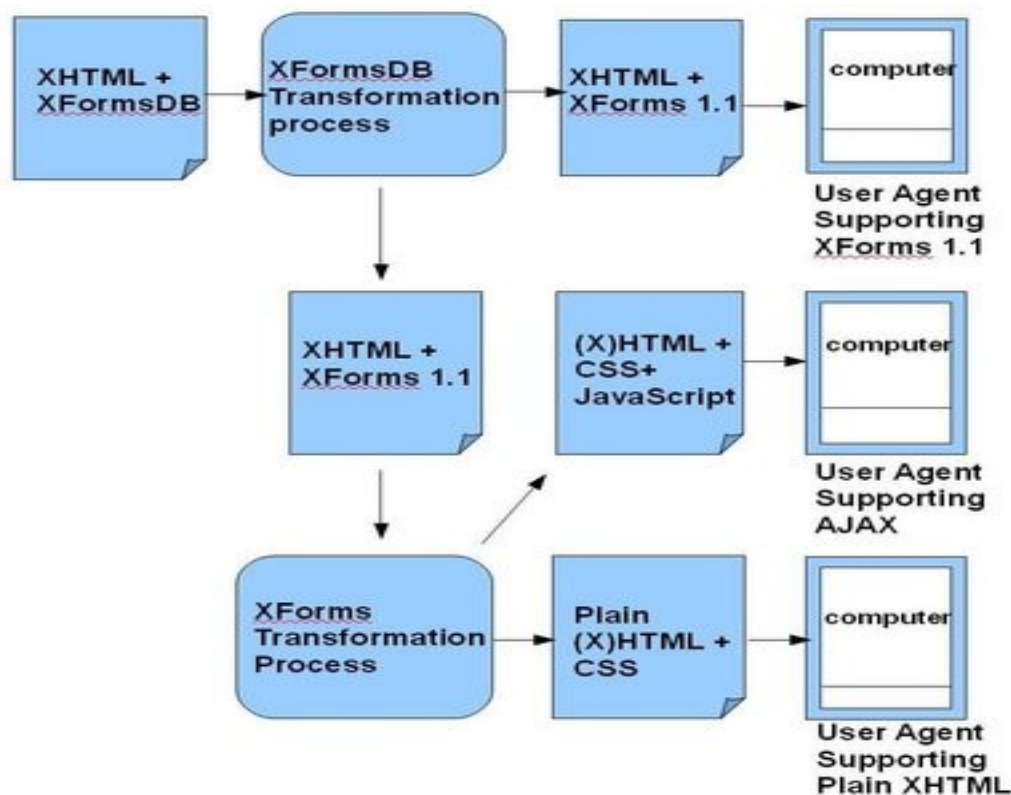 XHTML +
XFormsDB
XFormsDB
Transformation
process
XHTML +
XForms 1.1
computer
User Agent
Supporting
XForms 1.1
XHTML +
XForms 1.1
(X)HTML +
CSS+
JavaScript
computer
User Agent
Supporting
AJAX
XForms
Transformation
Process
Plain
(X)HTML +
CSS
computer
User Agent
Supporting
Plain XHTML